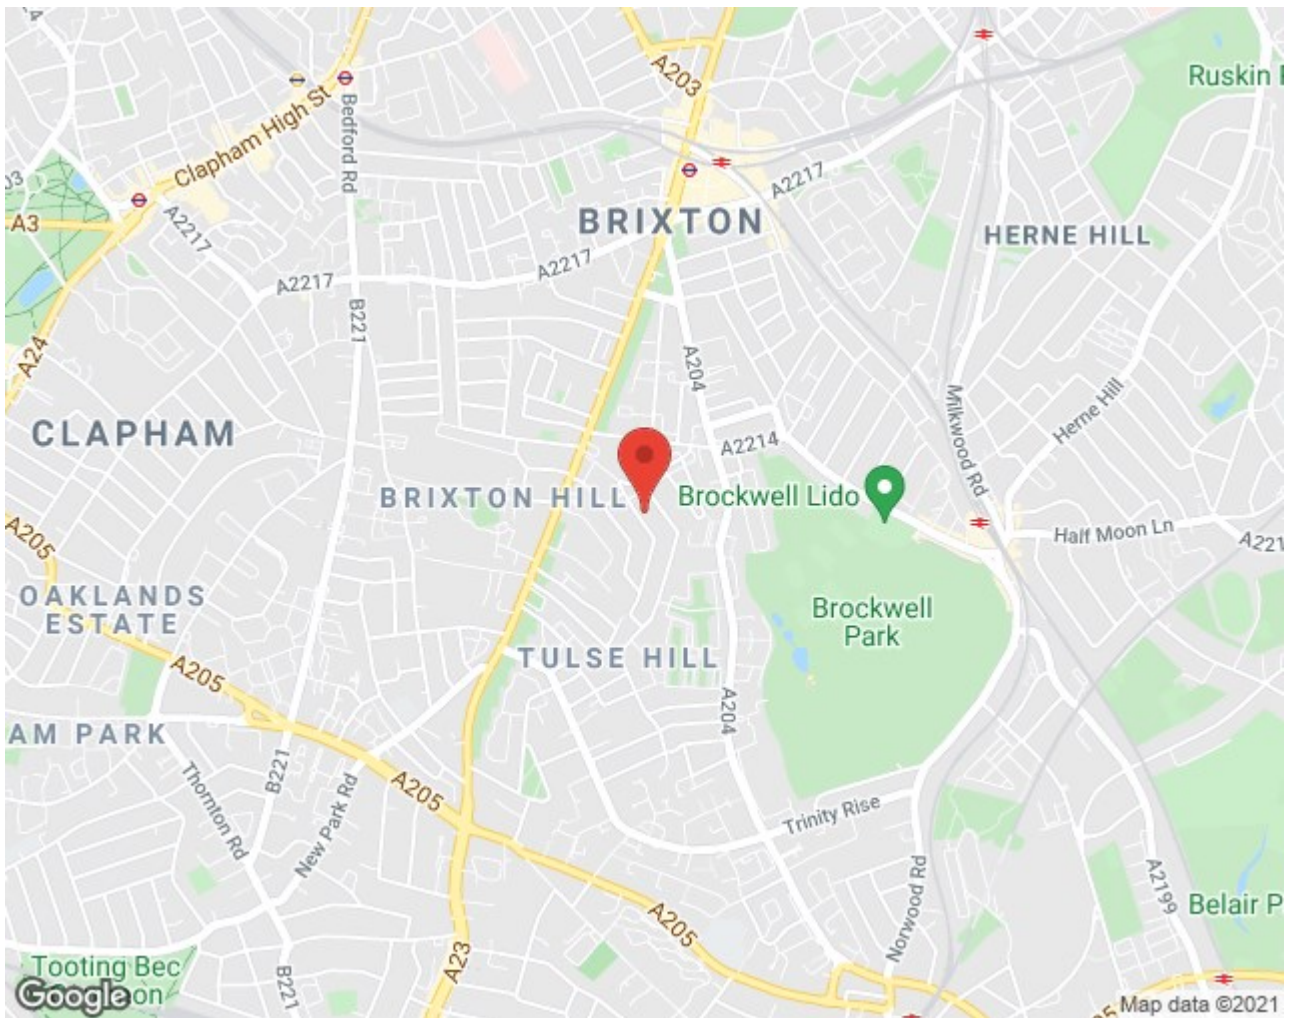 A203
Ruskin
Clapham High St
Bedford Rd
A2217
03
A3
A2217
BRIXTON
HERNE HILL
A2217
A2217
B221
A24
A204
Milkwood Rd
Herne Hill
CLAPHAM
A2214
BRIXTON HILL
Brockwell Lido
Half Moon Ln
A205
A221
OAKLANDS
ESTATE
Brockwell
Park
TULSE HILL
A205
A204
AM PARK
B221
Thornton Rd
New Park Rd
A205
Trinity Rise
Norwood Rd
A2199
Belair P
A205
A23
Tooting Bec
on
B221
Google
Map data ©2021